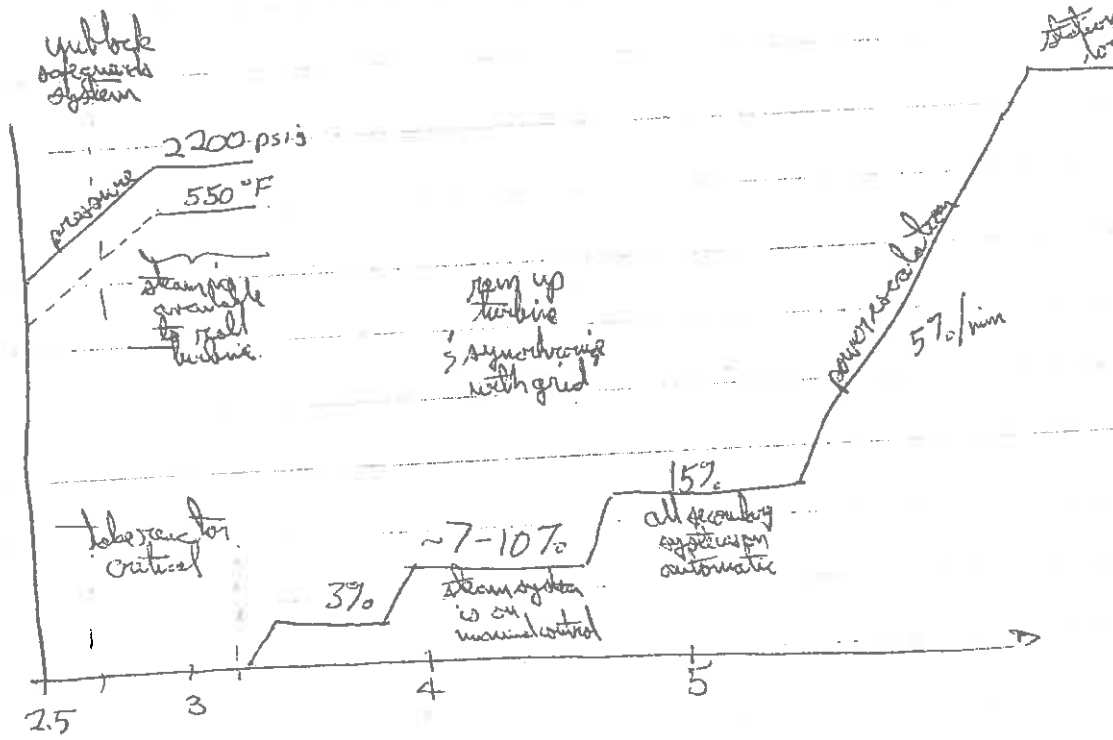 unblock
safeguards
system
station
2200 psig
pressure
550 °F
steam is
available
to roll
turbine.
rev up
turbine
& synchronize
with grid
power escalation
5%/min
take reactor
critical
3%
~7-10%
steam system
is on
manual control
15%
all secondary
systems on
automatic
2.5
3
4
5